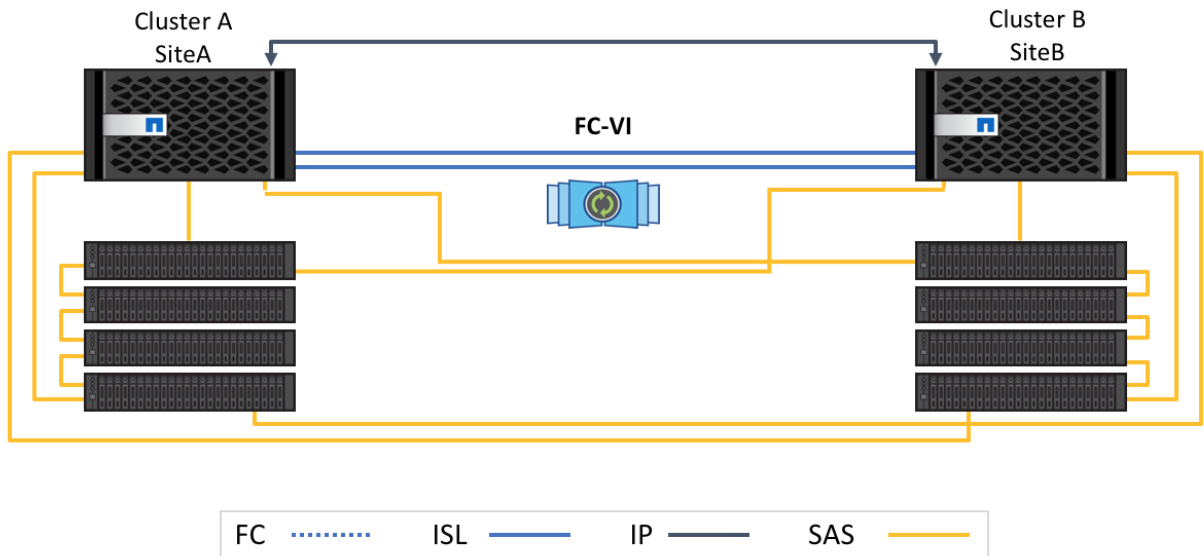 Cluster A
SiteA
Cluster B
SiteB
FC-VI
FC ISL IP SAS